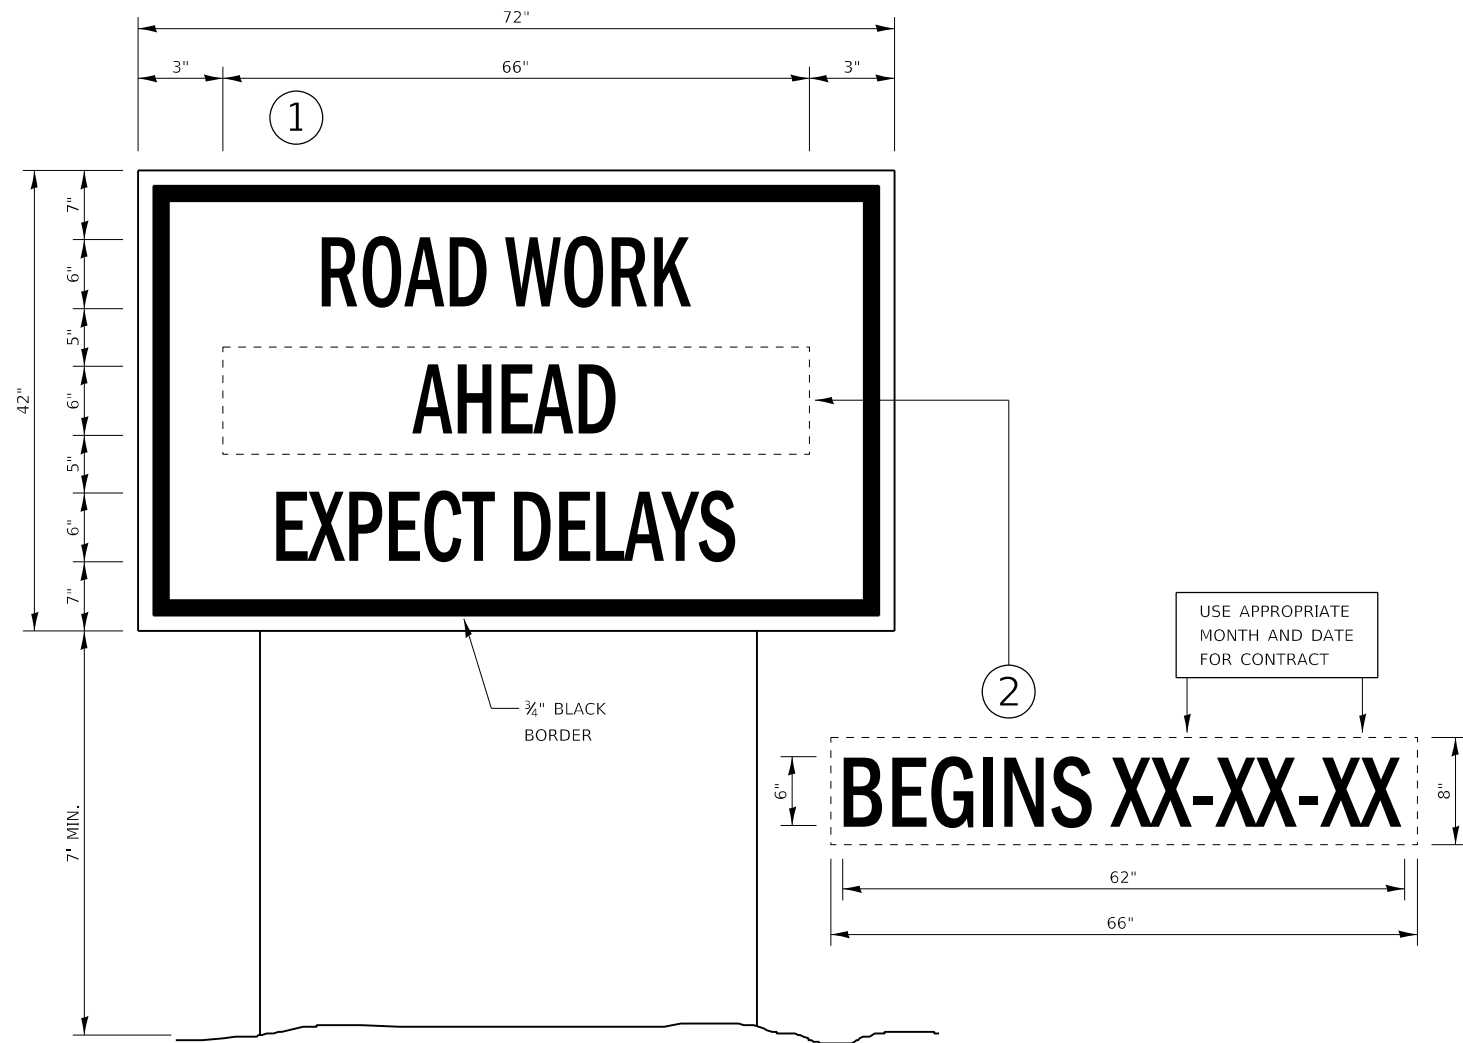 72"
3" 66" 3"
1
7"
6"
5"
6"
5"
6"
7"
42"
7' MIN.
ROAD WORK
AHEAD
EXPECT DELAYS
¾" BLACK
BORDER
2
USE APPROPRIATE
MONTH AND DATE
FOR CONTRACT
6"
BEGINS XX-XX-XX
8"
62"
66"